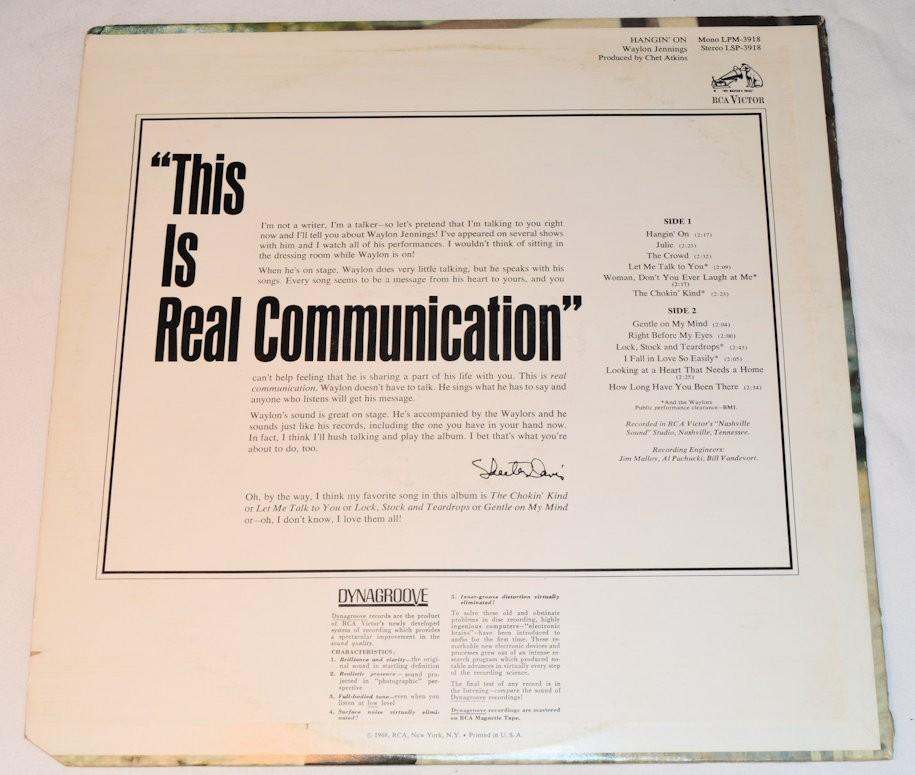 HANGIN' ON Mono LPM-3918
Waylon Jennings Stereo LSP-3918
Produced by Chet Atkins
"HIS MASTER'S VOICE"
RCA VICTOR
"This
Is
Real Communication"
I'm not a writer, I'm a talker—so let's pretend that I'm talking to you right
now and I'll tell you about Waylon Jennings! I've appeared on several shows
with him and I watch all of his performances. I wouldn't think of sitting in
the dressing room while Waylon is on!
When he's on stage, Waylon does very little talking, but he speaks with his
songs. Every song seems to be a message from his heart to yours, and you
can't help feeling that he is sharing a part of his life with you. This is real
communication. Waylon doesn't have to talk. He sings what he has to say and
anyone who listens will get his message.
Waylon's sound is great on stage. He's accompanied by the Waylors and he
sounds just like his records, including the one you have in your hand now.
In fact, I think I'll hush talking and play the album. I bet that's what you're
about to do, too.
Skeeter Davis
Oh, by the way, I think my favorite song in this album is The Chokin' Kind
or Let Me Talk to You or Lock, Stock and Teardrops or Gentle on My Mind
or—oh, I don't know, I love them all!
SIDE 1
Hangin' On (2:17)
Julie (2:25)
The Crowd (2:32)
Let Me Talk to You* (2:09)
Woman, Don't You Ever Laugh at Me*
(2:17)
The Chokin' Kind* (2:23)
SIDE 2
Gentle on My Mind (2:04)
Right Before My Eyes (2:00)
Lock, Stock and Teardrops* (2:43)
I Fall in Love So Easily* (2:05)
Looking at a Heart That Needs a Home
(2:25)
How Long Have You Been There (2:34)
*And the Waylors
Public performance clearance—BMI.
Recorded in RCA Victor's "Nashville
Sound" Studio, Nashville, Tennessee.
Recording Engineers:
Jim Malloy, Al Pachucki, Bill Vandevort.
DYNAGROOVE
Dynagroove records are the product
of RCA Victor's newly developed
system of recording which provides
a spectacular improvement in the
sound quality.
CHARACTERISTICS:
1. Brilliance and clarity—the origi-
nal sound in startling definition
2. Realistic presence—sound pro-
jected in "photographic" per-
spective
3. Full-bodied tone—even when you
listen at low level
4. Surface noise virtually elimi-
nated!
5. Inner-groove distortion virtually
eliminated!
To solve these old and obstinate
problems in disc recording, highly
ingenious computers—"electronic
brains"—have been introduced to
audio for the first time. These re-
markable new electronic devices and
processes grew out of an intense re-
search program which produced no-
table advances in virtually every step
of the recording science.
The final test of any record is in
the listening—compare the sound of
Dynagroove recordings!
Dynagroove recordings are mastered
on RCA Magnetic Tape.
© 1968, RCA, New York, N.Y. • Printed in U.S.A.